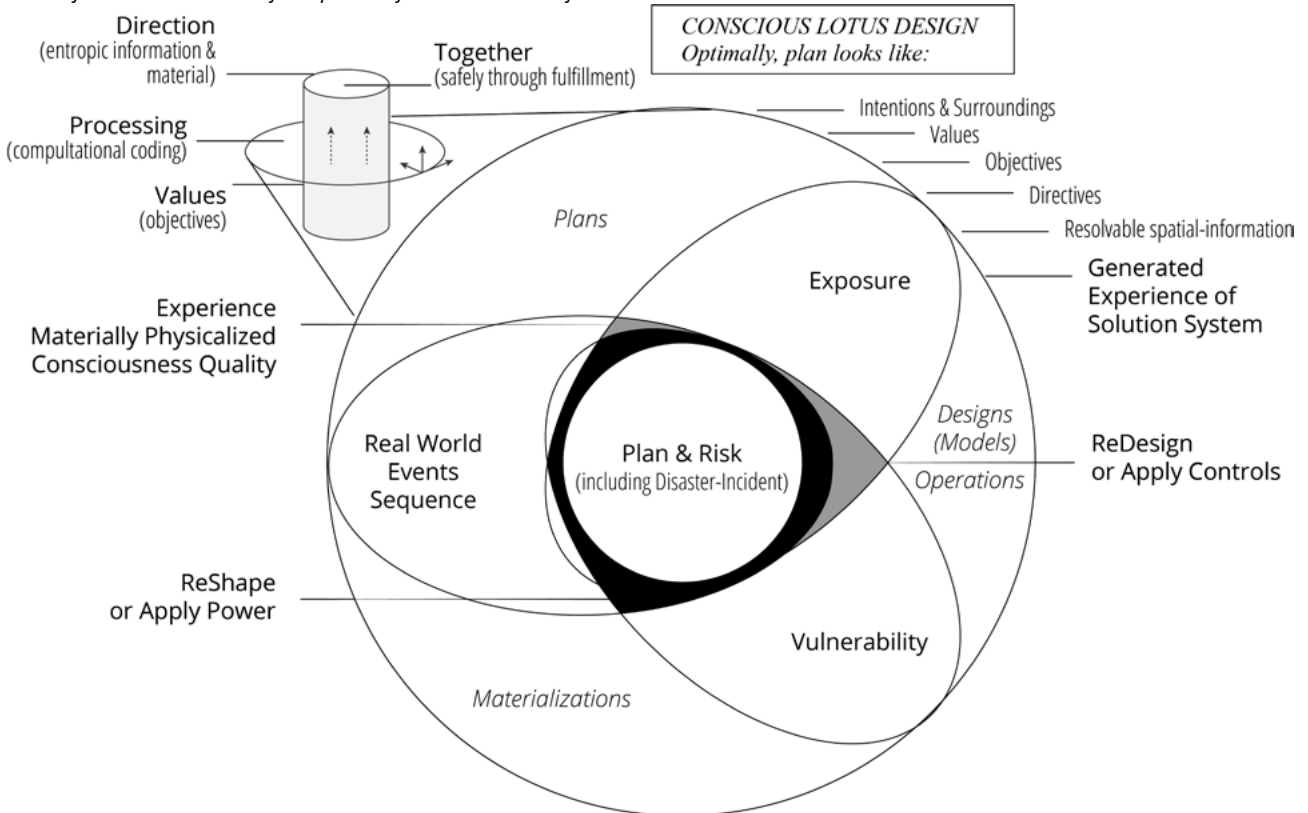 Direction
(entropic information &
material)
Together
(safely through fulfillment)
CONSCIOUS LOTUS DESIGN
Optimally, plan looks like:
Processing
(compultational coding)
Values
(objectives)
Intentions & Surroundings
Values
Objectives
Directives
Resolvable spatial-information
Generated
Experience of
Solution System
Plans
Exposure
Experience
Materially Physicalized
Consciousness Quality
Real World
Events
Sequence
Plan & Risk
(including Disaster-Incident)
Designs
(Models)
Operations
ReDesign
or Apply Controls
ReShape
or Apply Power
Vulnerability
Materializations